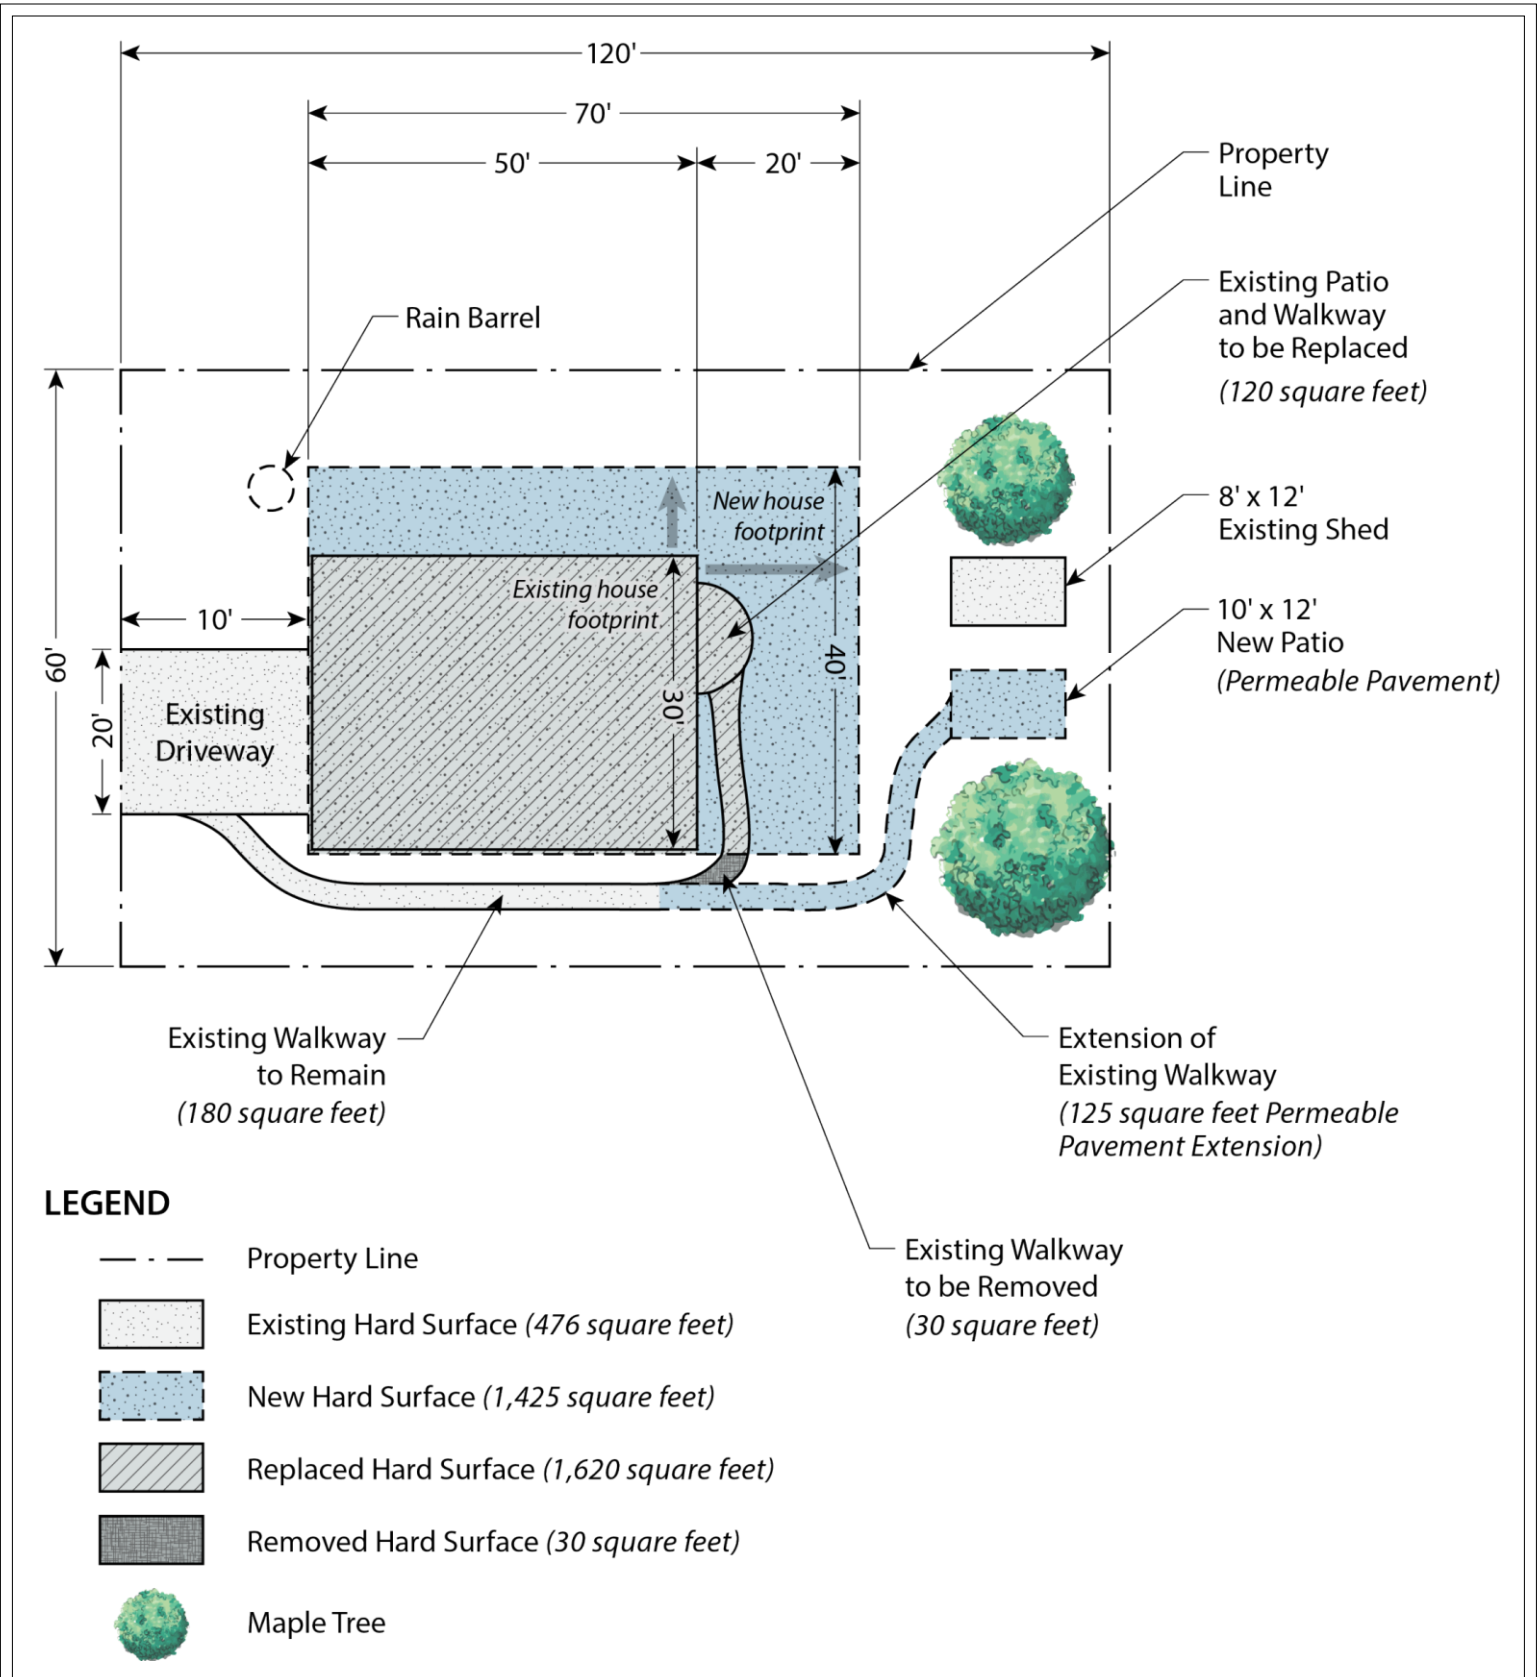 120'
70'
50'
20'
Property
Line
Existing Patio
and Walkway
to be Replaced
(120 square feet)
Rain Barrel
8' x 12'
Existing Shed
New house
footprint
Existing house
footprint
10'
10' x 12'
New Patio
(Permeable Pavement)
60'
20'
30'
40'
Existing
Driveway
Existing Walkway
to Remain
(180 square feet)
Extension of
Existing Walkway
(125 square feet Permeable
Pavement Extension)
Existing Walkway
to be Removed
(30 square feet)
LEGEND
Property Line
Existing Hard Surface (476 square feet)
New Hard Surface (1,425 square feet)
Replaced Hard Surface (1,620 square feet)
Removed Hard Surface (30 square feet)
Maple Tree